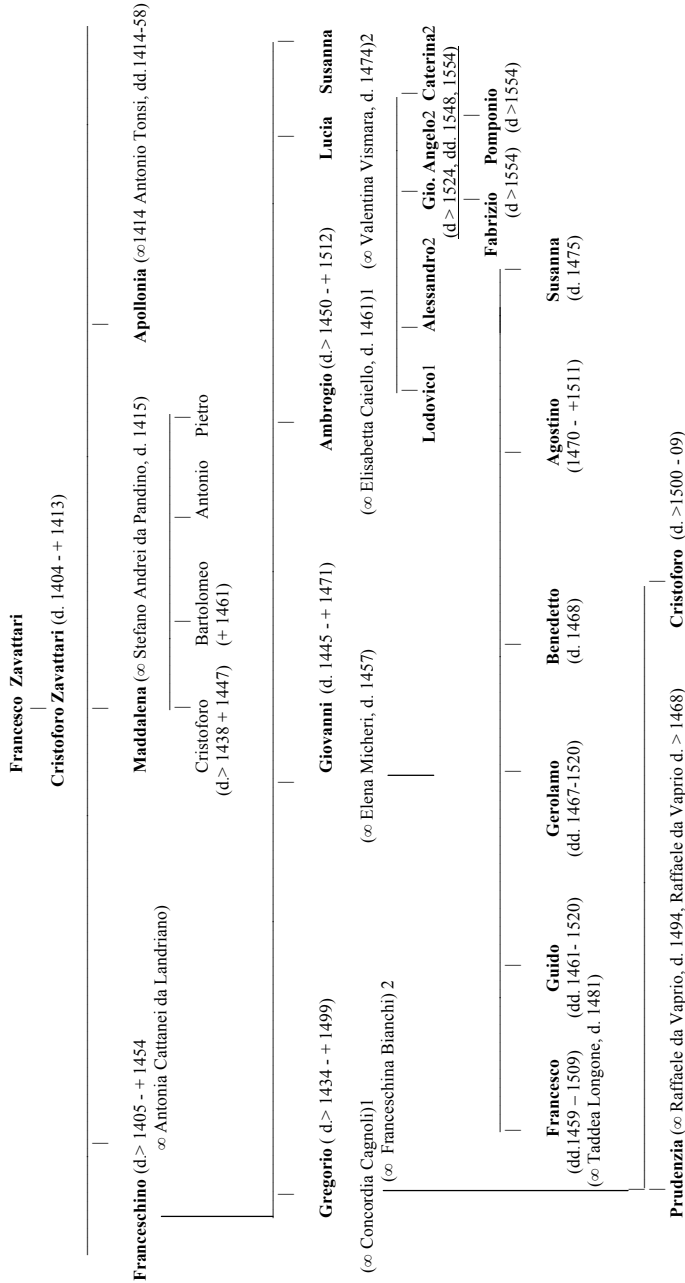 Francesco Zavattari
Cristoforo Zavattari (d. 1404 - + 1413)
Franceschino (d.> 1405 - + 1454
∞ Antonia Cattanei da Landriano)
Maddalena (∞ Stefano Andrei da Pandino, d. 1415)
Apollonia (∞1414 Antonio Tonsi, dd.1414-58)
Cristoforo Bartolomeo Antonio Pietro
(d.> 1438 + 1447) (+ 1461)
Gregorio ( d.> 1434 - + 1499) Giovanni (d. 1445 - + 1471) Ambrogio (d.> 1450 - + 1512) Lucia Susanna
(∞ Concordia Cagnoli)1 (∞ Elena Micheri, d. 1457) (∞ Elisabetta Caiello, d. 1461)1 (∞ Valentina Vismara, d. 1474)2
(∞ Franceschina Bianchi) 2
Lodovico1 Alessandro2 Gio. Angelo2 Caterina2
(d > 1524, dd. 1548, 1554)
Fabrizio Pomponio
(d >1554) (d >1554)
Francesco Guido Gerolamo Benedetto Agostino Susanna
(dd.1459 – 1509) (dd. 1461- 1520) (dd. 1467-1520) (d. 1468) (1470 - +1511) (d. 1475)
(∞ Taddea Longone, d. 1481)
Prudenzia (∞ Raffaele da Vaprio, d. 1494, Raffaele da Vaprio d. > 1468) Cristoforo (d. >1500 - 09)